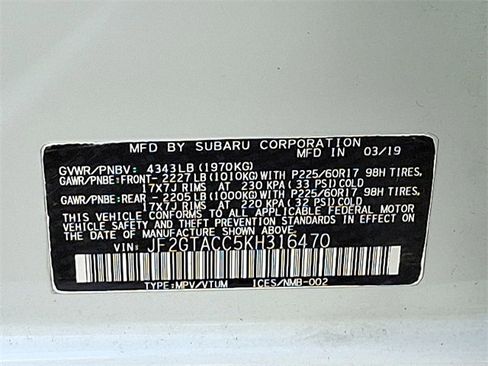 MFD BY SUBARU CORPORATION 03/19
GVWR/PNBV: 4343LB (1970KG)
GAWR/PNBE: FRONT- 2227LB (1010KG) WITH P225/60R17 98H TIRES,
17x7J RIMS AT 230 KPA (33 PSI) COLD
GAWR/PNBE: REAR - 2205LB (1000KG) WITH P225/60R17 98H TIRES,
17x7J RIMS AT 220 KPA (32 PSI) COLD
THIS VEHICLE CONFORMS TO ALL APPLICABLE FEDERAL MOTOR
VEHICLE SAFETY AND THEFT PREVENTION STANDARDS IN EFFECT
ON THE DATE OF MANUFACTURE SHOWN ABOVE.
VIN: JF2GTACC5KH316470
TYPE: MPV/VTUM ICES/NMB-002